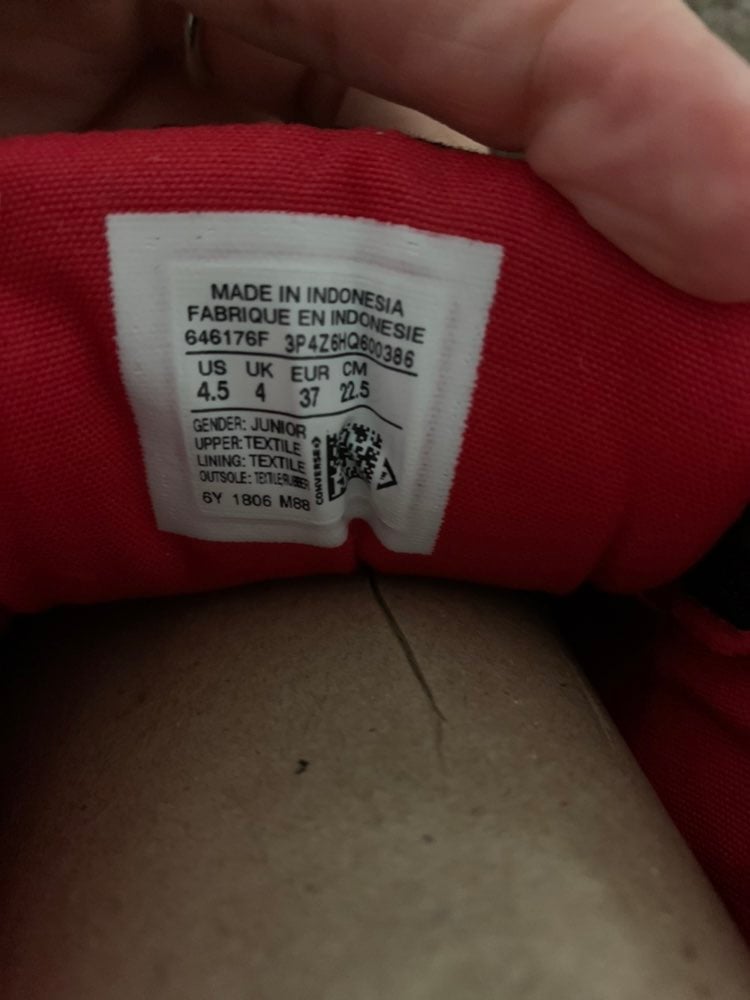 MADE IN INDONESIA
FABRIQUE EN INDONESIE
646176F 3P4Z6HQ600386
US UK EUR CM
4.5 4 37 22.5
GENDER: JUNIOR
UPPER: TEXTILE
LINING: TEXTILE
OUTSOLE: TEXTILE/RUBBER
6Y 1806 M88
CONVERSE